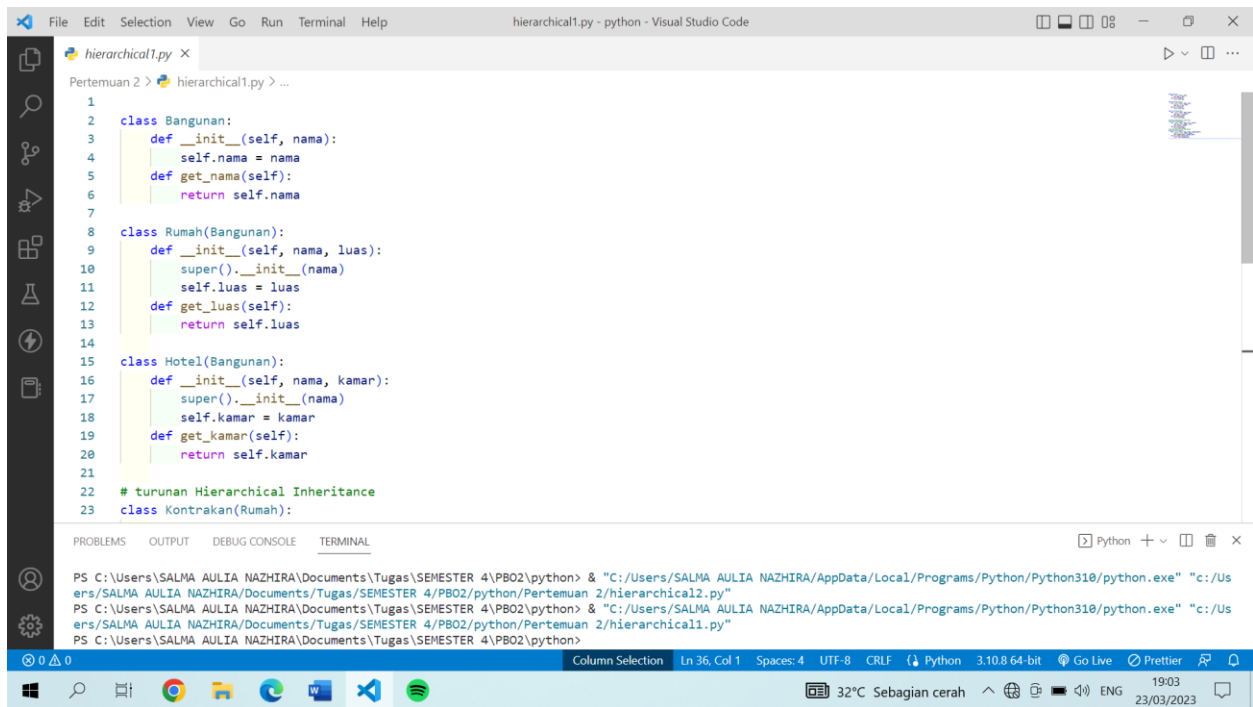 File Edit Selection View Go Run Terminal Help hierarchical1.py - python - Visual Studio Code
hierarchical1.py
Pertemuan 2 > hierarchical1.py > ...
1
2 class Bangunan:
3 def __init__(self, nama):
4 self.nama = nama
5 def get_nama(self):
6 return self.nama
7
8 class Rumah(Bangunan):
9 def __init__(self, nama, luas):
10 super().__init__(nama)
11 self.luas = luas
12 def get_luas(self):
13 return self.luas
14
15 class Hotel(Bangunan):
16 def __init__(self, nama, kamar):
17 super().__init__(nama)
18 self.kamar = kamar
19 def get_kamar(self):
20 return self.kamar
21
22 # turunan Hierarchical Inheritance
23 class Kontrakan(Rumah):
PROBLEMS OUTPUT DEBUG CONSOLE TERMINAL Python
PS C:\Users\SALMA AULIA NAZHIRA\Documents\Tugas\SEMESTER 4\PBO2\python> & "C:/Users/SALMA AULIA NAZHIRA/AppData/Local/Programs/Python/Python310/python.exe" "c:/Us
ers/SALMA AULIA NAZHIRA/Documents/Tugas/SEMESTER 4/PBO2/python/Pertemuan 2/hierarchical2.py"
PS C:\Users\SALMA AULIA NAZHIRA\Documents\Tugas\SEMESTER 4\PBO2\python> & "C:/Users/SALMA AULIA NAZHIRA/AppData/Local/Programs/Python/Python310/python.exe" "c:/Us
ers/SALMA AULIA NAZHIRA/Documents/Tugas/SEMESTER 4/PBO2/python/Pertemuan 2/hierarchical1.py"
PS C:\Users\SALMA AULIA NAZHIRA\Documents\Tugas\SEMESTER 4\PBO2\python>
0 0 Column Selection Ln 36, Col 1 Spaces: 4 UTF-8 CRLF Python 3.10.8 64-bit Go Live Prettier
32°C Sebagian cerah ENG 19:03
23/03/2023